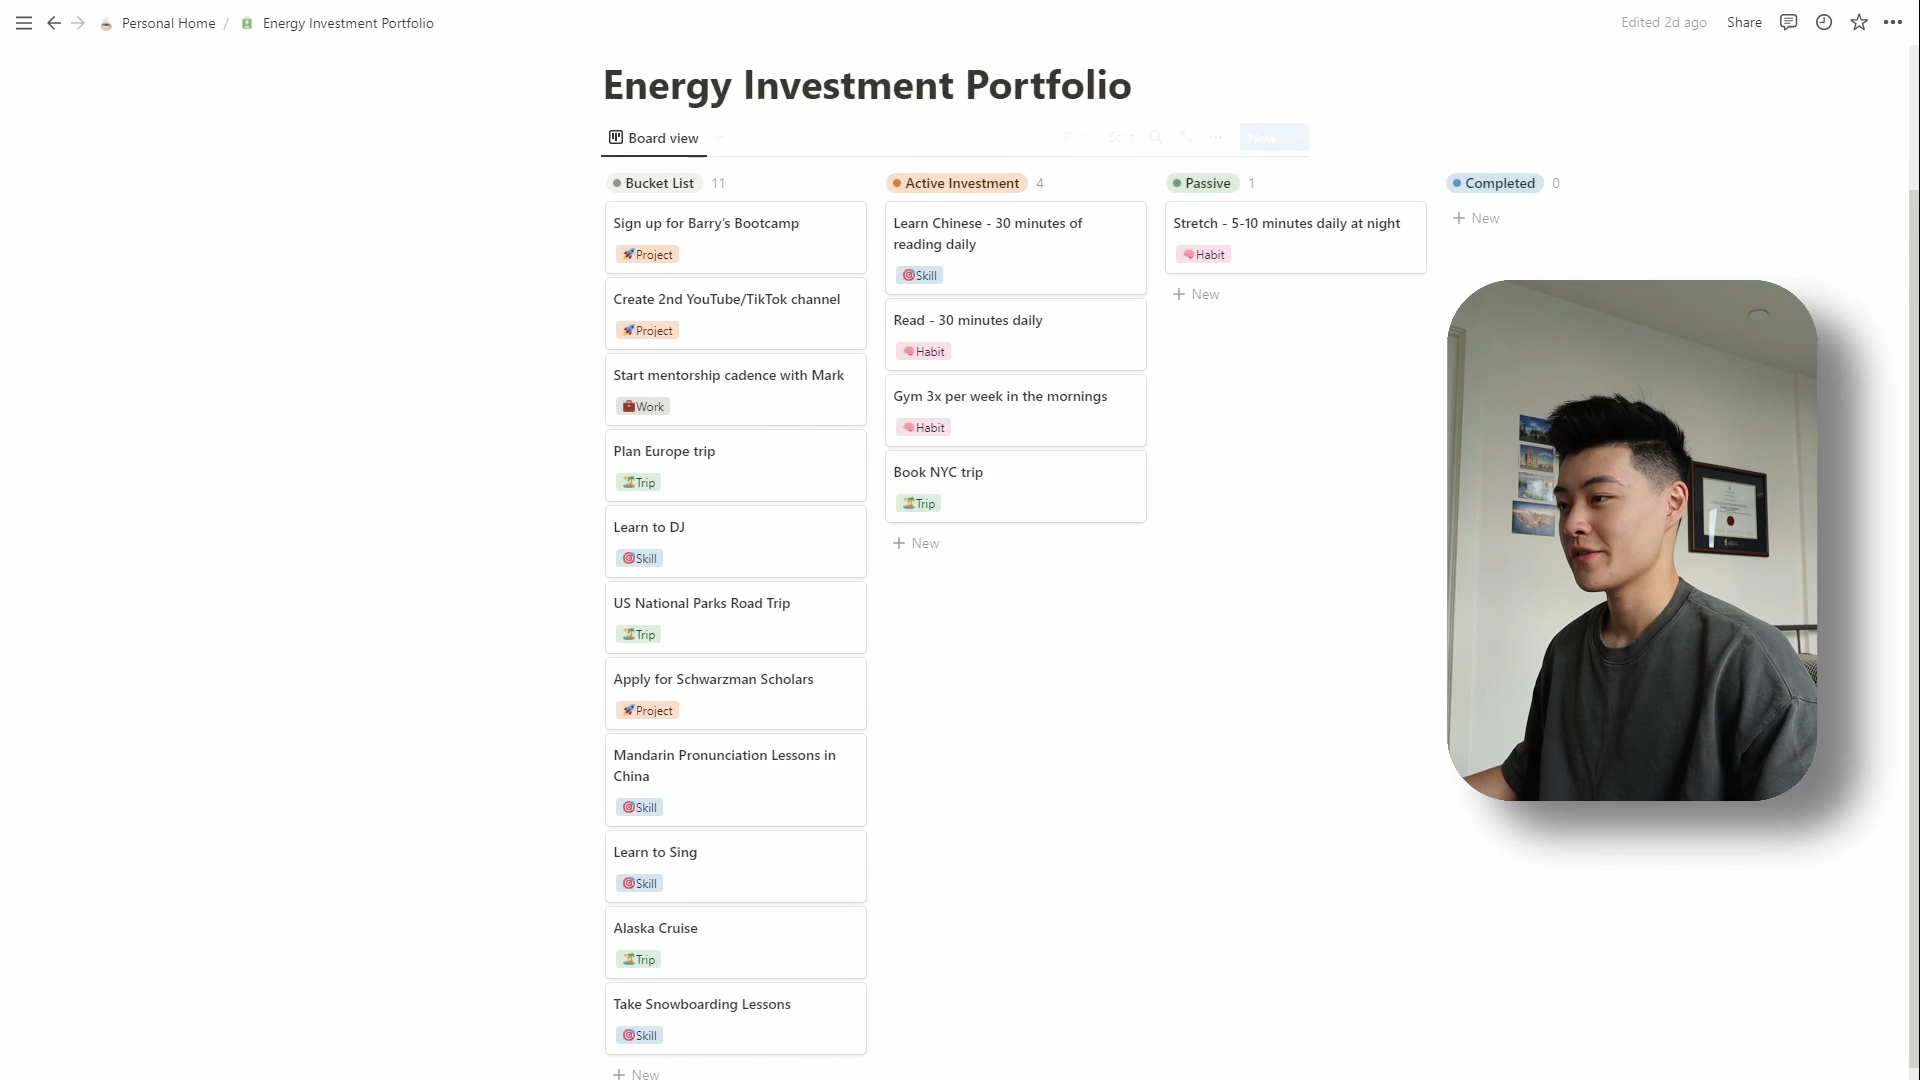 Personal Home / Energy Investment Portfolio
Edited 2d ago Share
Energy Investment Portfolio
Board view
Sort
New
Bucket List 11
Sign up for Barry's Bootcamp
Project
Create 2nd YouTube/TikTok channel
Project
Start mentorship cadence with Mark
Work
Plan Europe trip
Trip
Learn to DJ
Skill
US National Parks Road Trip
Trip
Apply for Schwarzman Scholars
Project
Mandarin Pronunciation Lessons in
China
Skill
Learn to Sing
Skill
Alaska Cruise
Trip
Take Snowboarding Lessons
Skill
+ New
Active Investment 4
Learn Chinese - 30 minutes of
reading daily
Skill
Read - 30 minutes daily
Habit
Gym 3x per week in the mornings
Habit
Book NYC trip
Trip
+ New
Passive 1
Stretch - 5-10 minutes daily at night
Habit
+ New
Completed 0
+ New